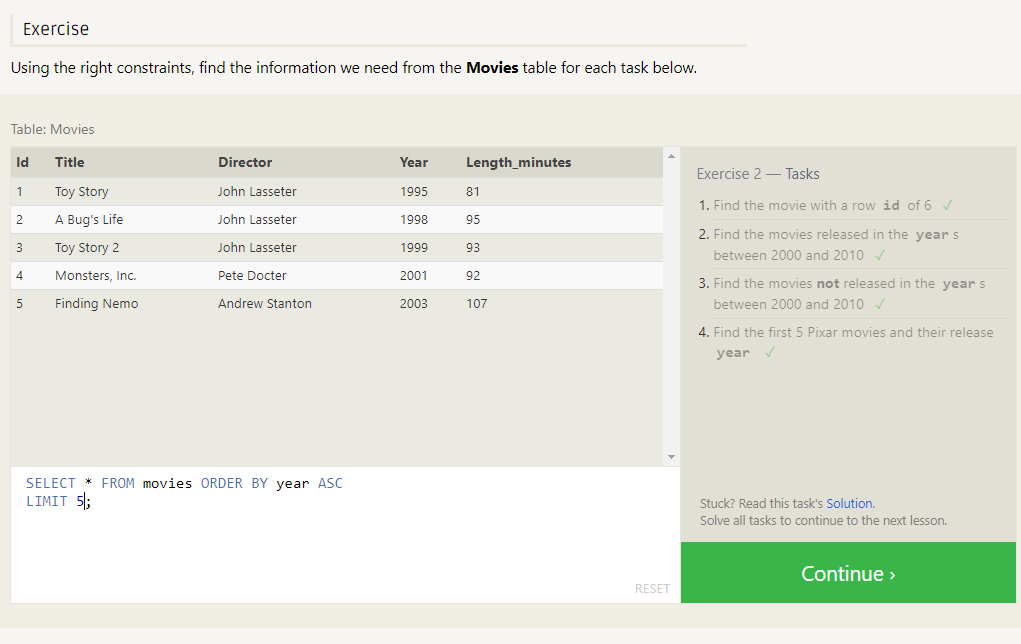 Exercise
Using the right constraints, find the information we need from the Movies table for each task below.
Table: Movies
Id Title Director Year Length_minutes
1 Toy Story John Lasseter 1995 81
2 A Bug's Life John Lasseter 1998 95
3 Toy Story 2 John Lasseter 1999 93
4 Monsters, Inc. Pete Docter 2001 92
5 Finding Nemo Andrew Stanton 2003 107
SELECT * FROM movies ORDER BY year ASC
LIMIT 5;
RESET
Exercise 2 — Tasks
1. Find the movie with a row id of 6 ✓
2. Find the movies released in the year s
between 2000 and 2010 ✓
3. Find the movies not released in the year s
between 2000 and 2010 ✓
4. Find the first 5 Pixar movies and their release
year ✓
Stuck? Read this task's Solution.
Solve all tasks to continue to the next lesson.
Continue ›